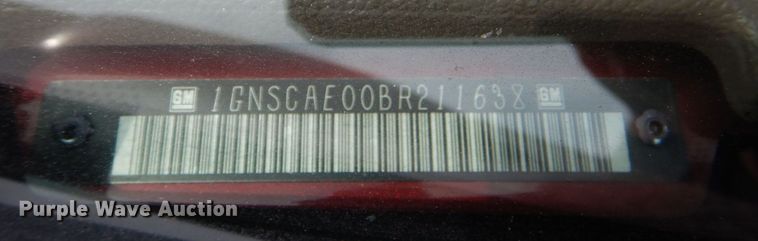 GM 1GNSCAE00BR211638 GM
Purple Wave Auction